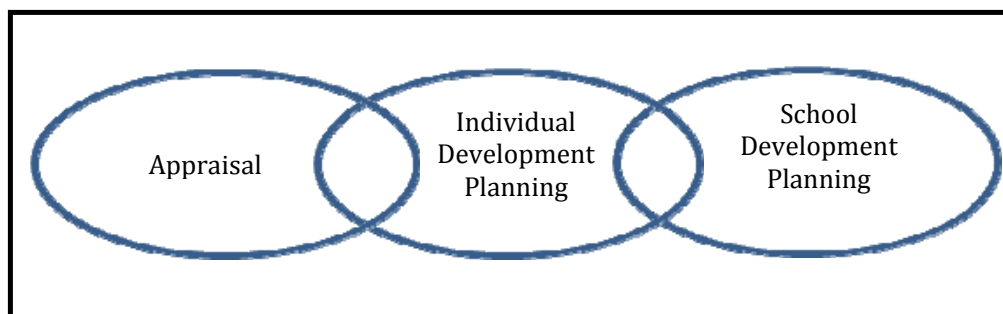 Appraisal
Individual
Development
Planning
School
Development
Planning